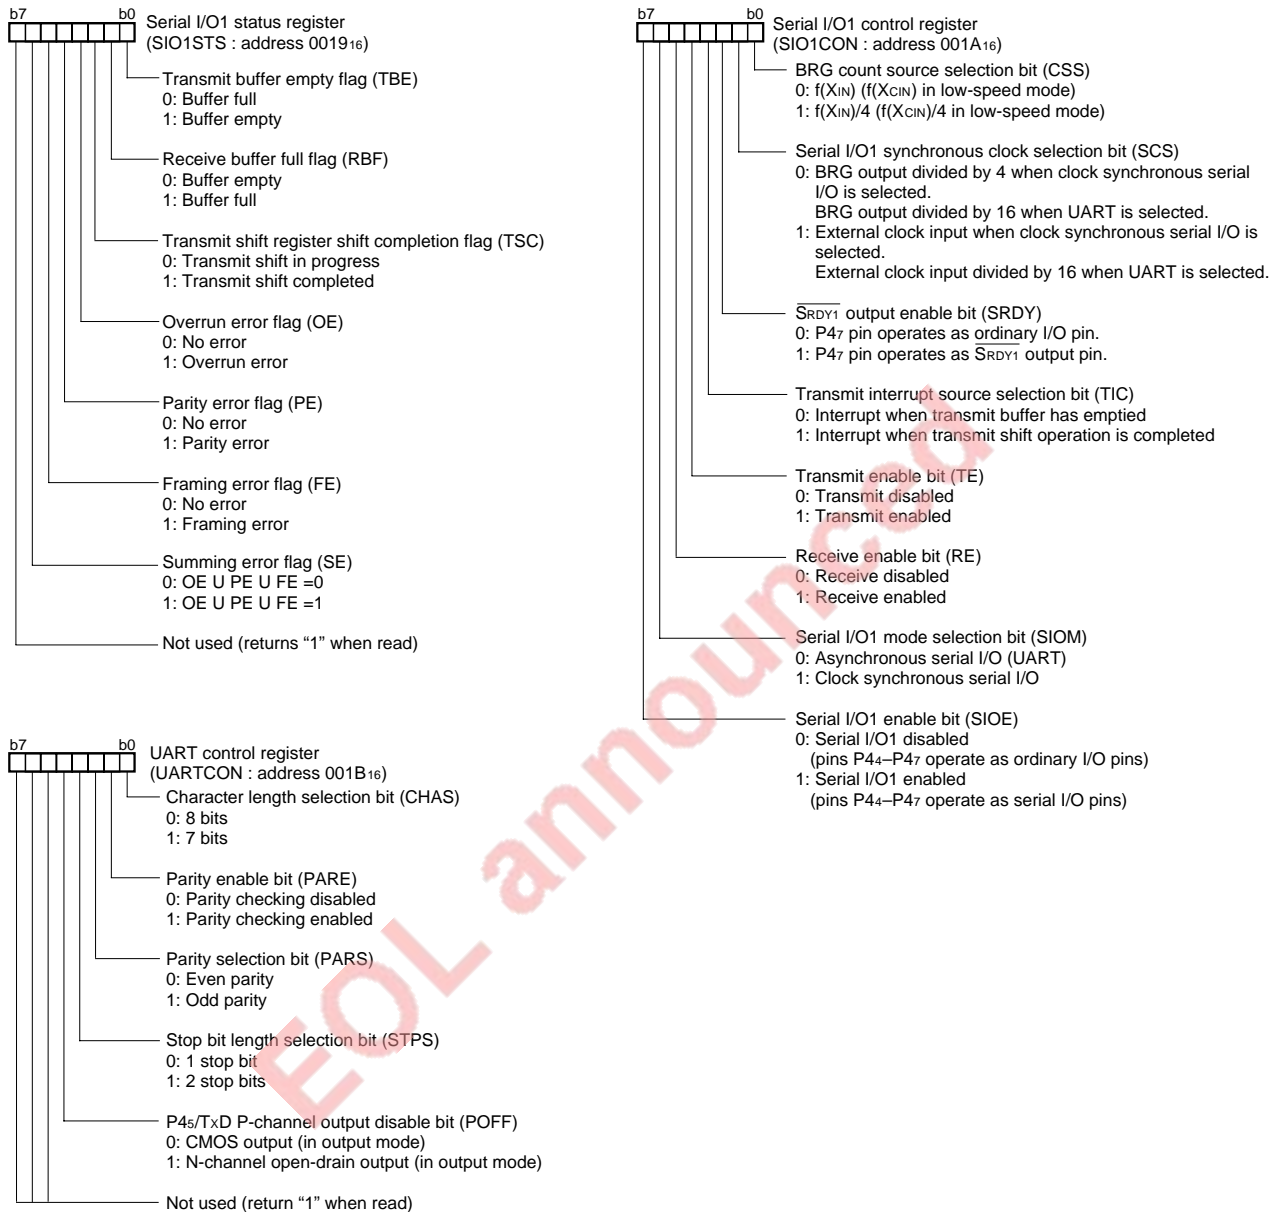 b7 b0 Serial I/O1 status register
(SIO1STS : address 001916)
Transmit buffer empty flag (TBE)
0: Buffer full
1: Buffer empty
Receive buffer full flag (RBF)
0: Buffer empty
1: Buffer full
Transmit shift register shift completion flag (TSC)
0: Transmit shift in progress
1: Transmit shift completed
Overrun error flag (OE)
0: No error
1: Overrun error
Parity error flag (PE)
0: No error
1: Parity error
Framing error flag (FE)
0: No error
1: Framing error
Summing error flag (SE)
0: OE U PE U FE =0
1: OE U PE U FE =1
Not used (returns “1” when read)
b7 b0 UART control register
(UARTCON : address 001B16)
Character length selection bit (CHAS)
0: 8 bits
1: 7 bits
Parity enable bit (PARE)
0: Parity checking disabled
1: Parity checking enabled
Parity selection bit (PARS)
0: Even parity
1: Odd parity
Stop bit length selection bit (STPS)
0: 1 stop bit
1: 2 stop bits
P45/TxD P-channel output disable bit (POFF)
0: CMOS output (in output mode)
1: N-channel open-drain output (in output mode)
Not used (return “1” when read)
b7 b0 Serial I/O1 control register
(SIO1CON : address 001A16)
BRG count source selection bit (CSS)
0: f(XIN) (f(XCIN) in low-speed mode)
1: f(XIN)/4 (f(XCIN)/4 in low-speed mode)
Serial I/O1 synchronous clock selection bit (SCS)
0: BRG output divided by 4 when clock synchronous serial
I/O is selected.
BRG output divided by 16 when UART is selected.
1: External clock input when clock synchronous serial I/O is
selected.
External clock input divided by 16 when UART is selected.
SRDY1 output enable bit (SRDY)
0: P47 pin operates as ordinary I/O pin.
1: P47 pin operates as SRDY1 output pin.
Transmit interrupt source selection bit (TIC)
0: Interrupt when transmit buffer has emptied
1: Interrupt when transmit shift operation is completed
Transmit enable bit (TE)
0: Transmit disabled
1: Transmit enabled
Receive enable bit (RE)
0: Receive disabled
1: Receive enabled
Serial I/O1 mode selection bit (SIOM)
0: Asynchronous serial I/O (UART)
1: Clock synchronous serial I/O
Serial I/O1 enable bit (SIOE)
0: Serial I/O1 disabled
(pins P44–P47 operate as ordinary I/O pins)
1: Serial I/O1 enabled
(pins P44–P47 operate as serial I/O pins)
EOL announced